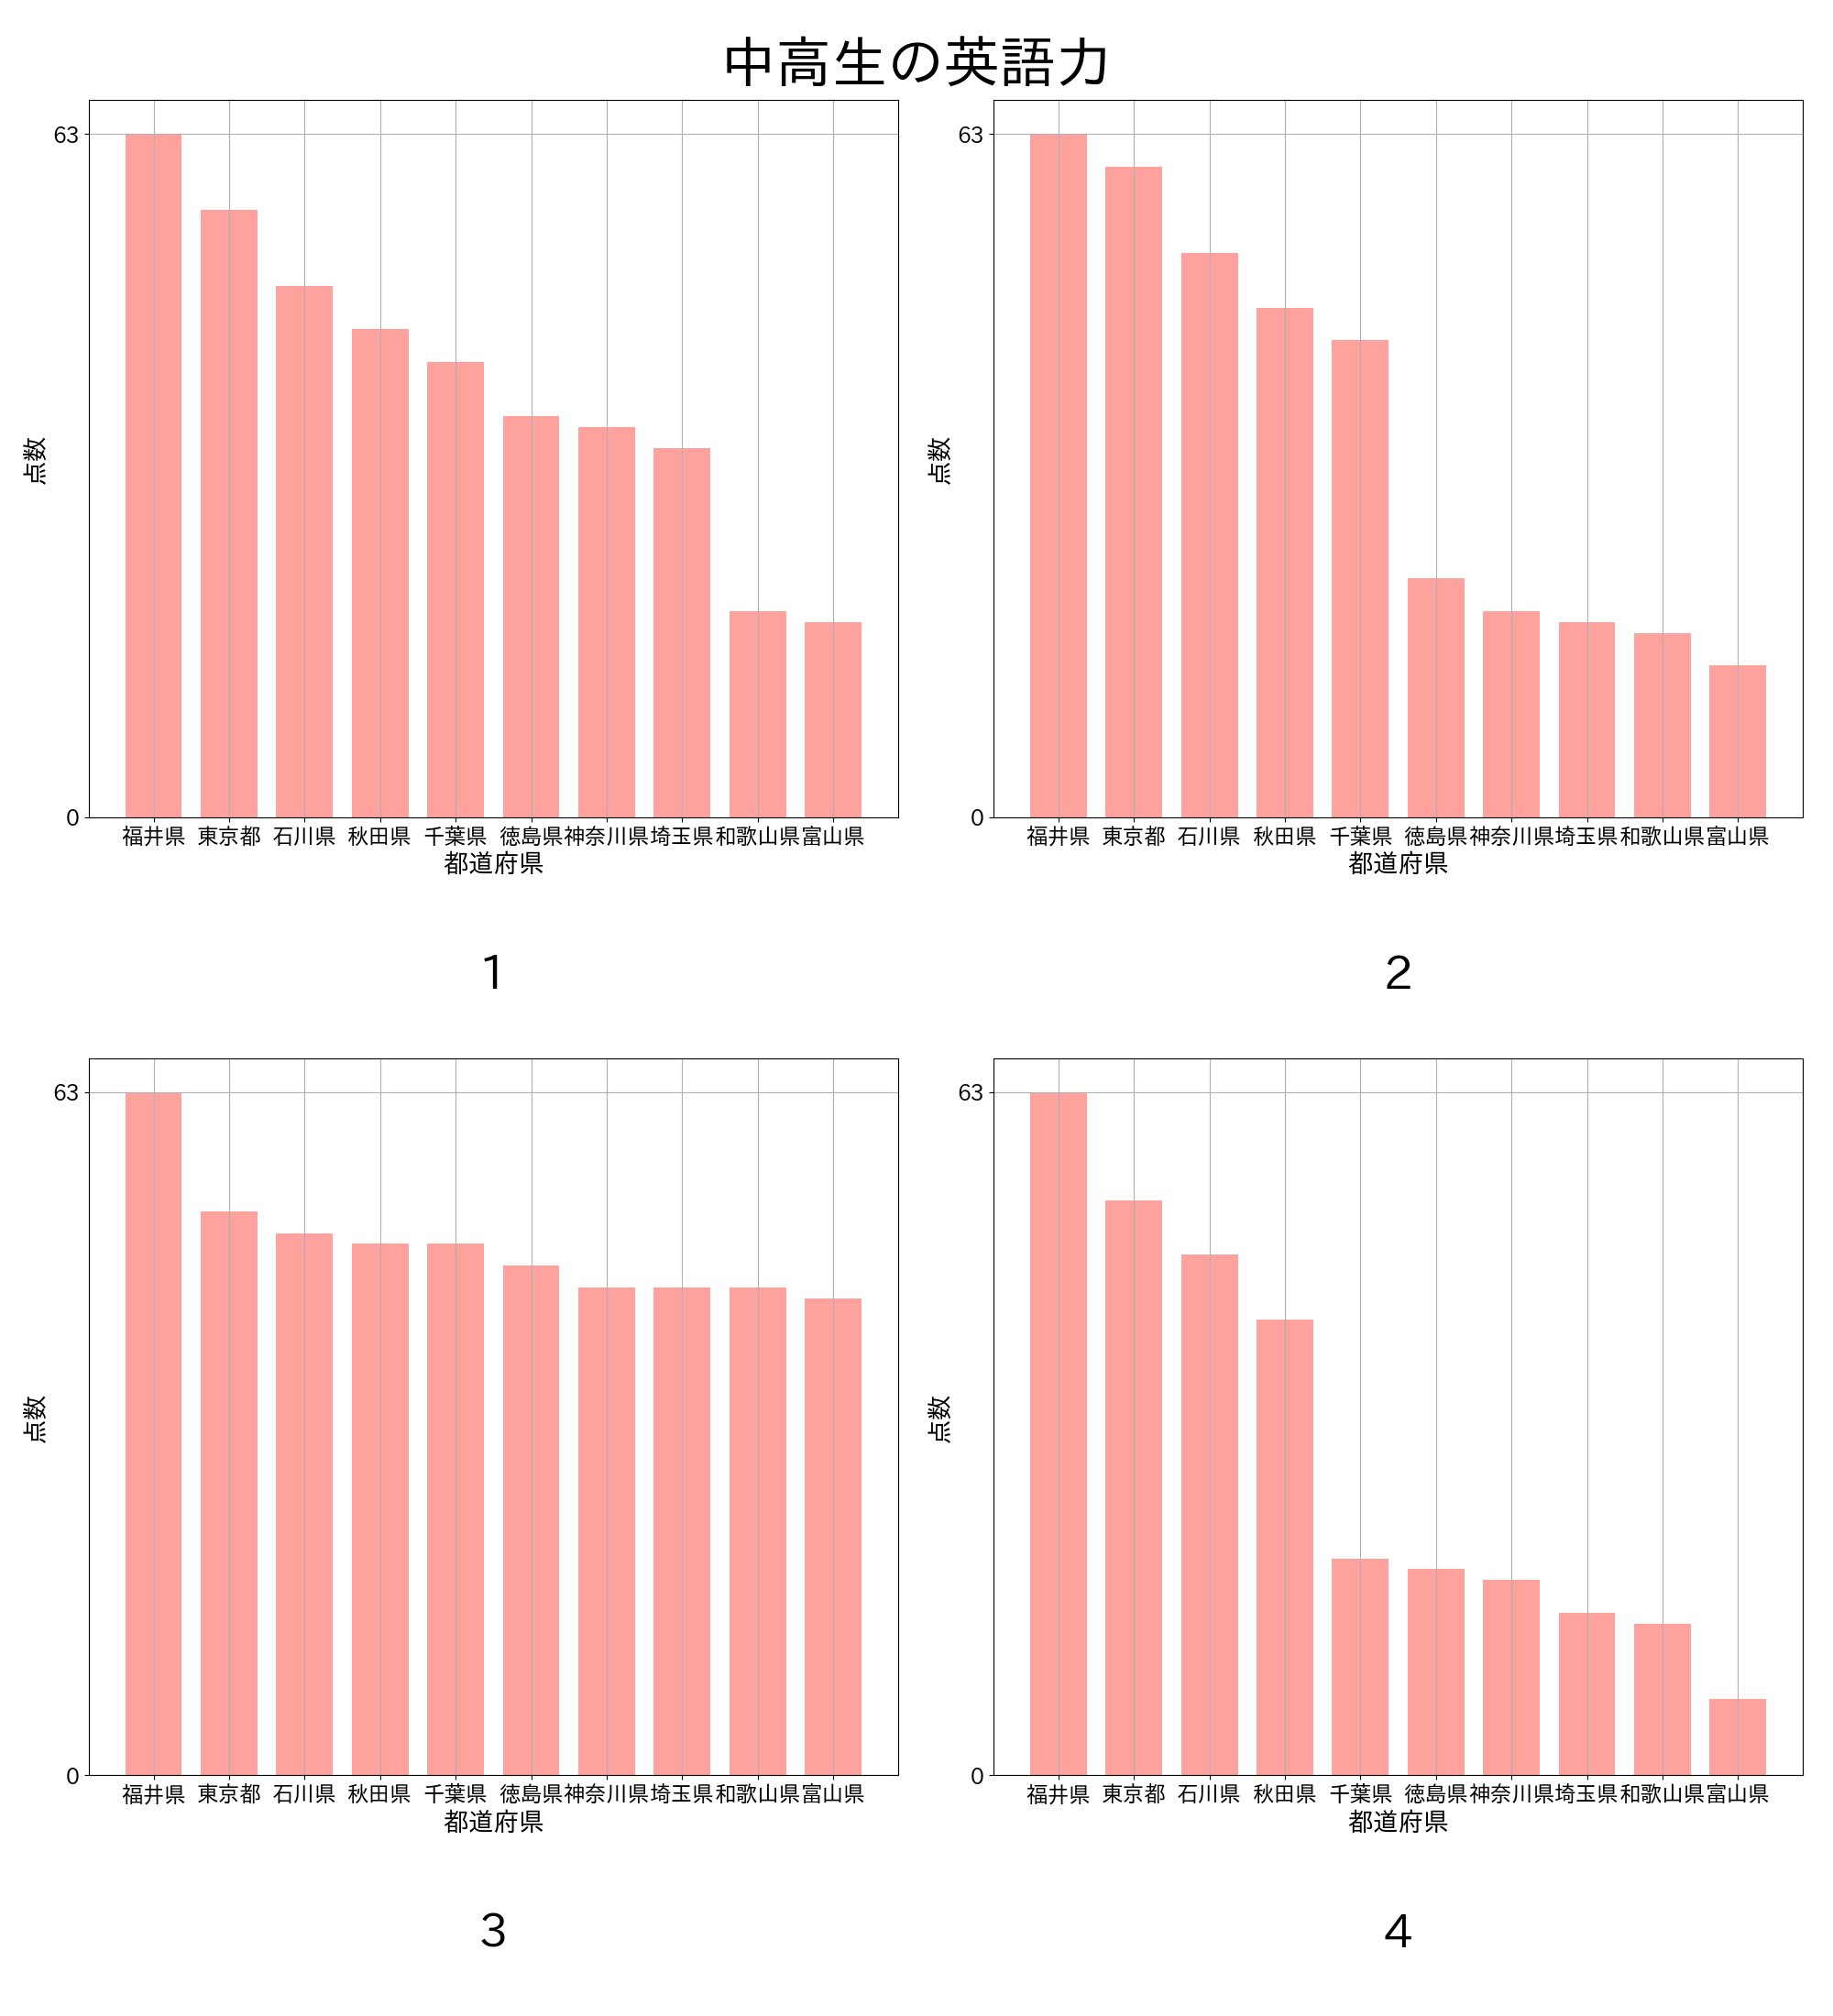 中高生の英語力
63
0
点数
福井県 東京都 石川県 秋田県 千葉県 徳島県 神奈川県 埼玉県 和歌山県 富山県
都道府県
1
63
0
点数
福井県 東京都 石川県 秋田県 千葉県 徳島県 神奈川県 埼玉県 和歌山県 富山県
都道府県
2
63
0
点数
福井県 東京都 石川県 秋田県 千葉県 徳島県 神奈川県 埼玉県 和歌山県 富山県
都道府県
3
63
0
点数
福井県 東京都 石川県 秋田県 千葉県 徳島県 神奈川県 埼玉県 和歌山県 富山県
都道府県
4